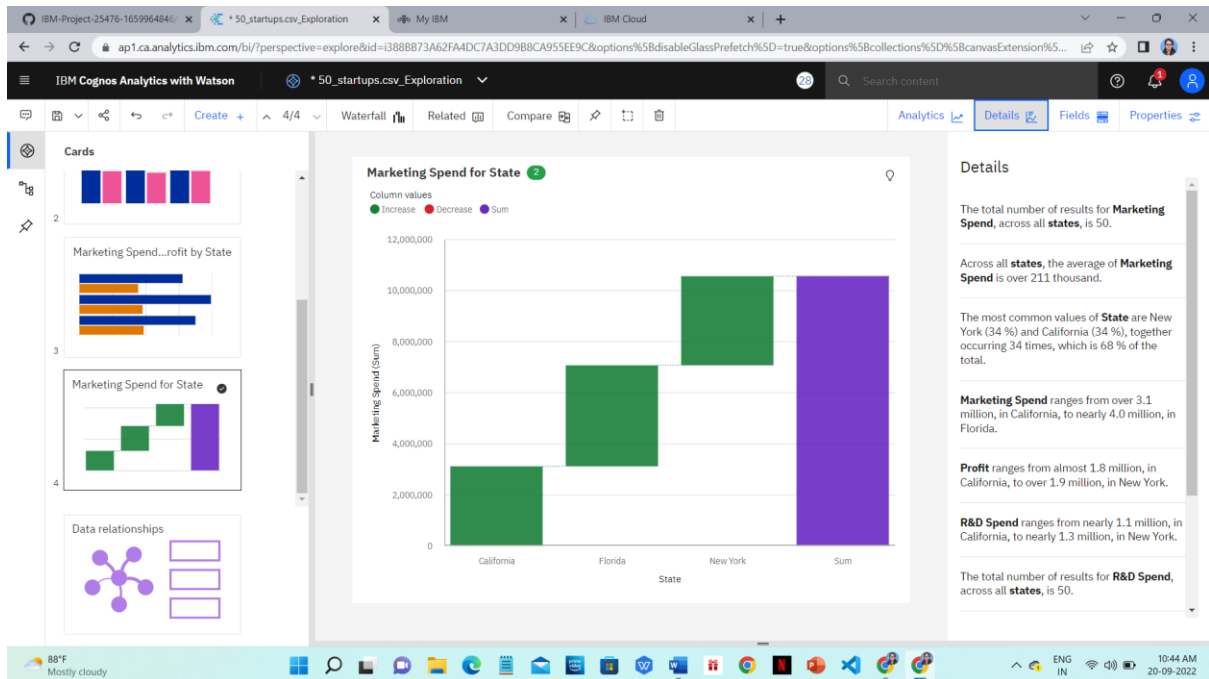 IBM-Project-25476-1659964846/
* 50_startups.csv_Exploration
My IBM
IBM Cloud
ap1.ca.analytics.ibm.com/bi/?perspective=explore&id=i388BB73A62FA4DC7A3DD9B8CA955EE9C&options%5BdisableGlassPrefetch%5D=true&options%5Bcollections%5D%5BcanvasExtension%5...
IBM Cognos Analytics with Watson
* 50_startups.csv_Exploration
28
Search content
1
Create +
4/4
Waterfall
Related
Compare
Analytics
Details
Fields
Properties
Cards
2
Marketing Spend...rofit by State
3
Marketing Spend for State
4
Data relationships
Marketing Spend for State 2
Column values
Increase Decrease Sum
12,000,000
10,000,000
8,000,000
6,000,000
4,000,000
2,000,000
0
Marketing Spend (Sum)
California Florida New York Sum
State
Details
The total number of results for Marketing
Spend, across all states, is 50.
Across all states, the average of Marketing
Spend is over 211 thousand.
The most common values of State are New
York (34 %) and California (34 %), together
occurring 34 times, which is 68 % of the
total.
Marketing Spend ranges from over 3.1
million, in California, to nearly 4.0 million, in
Florida.
Profit ranges from almost 1.8 million, in
California, to over 1.9 million, in New York.
R&D Spend ranges from nearly 1.1 million, in
California, to nearly 1.3 million, in New York.
The total number of results for R&D Spend,
across all states, is 50.
88°F
Mostly cloudy
ENG
IN
10:44 AM
20-09-2022